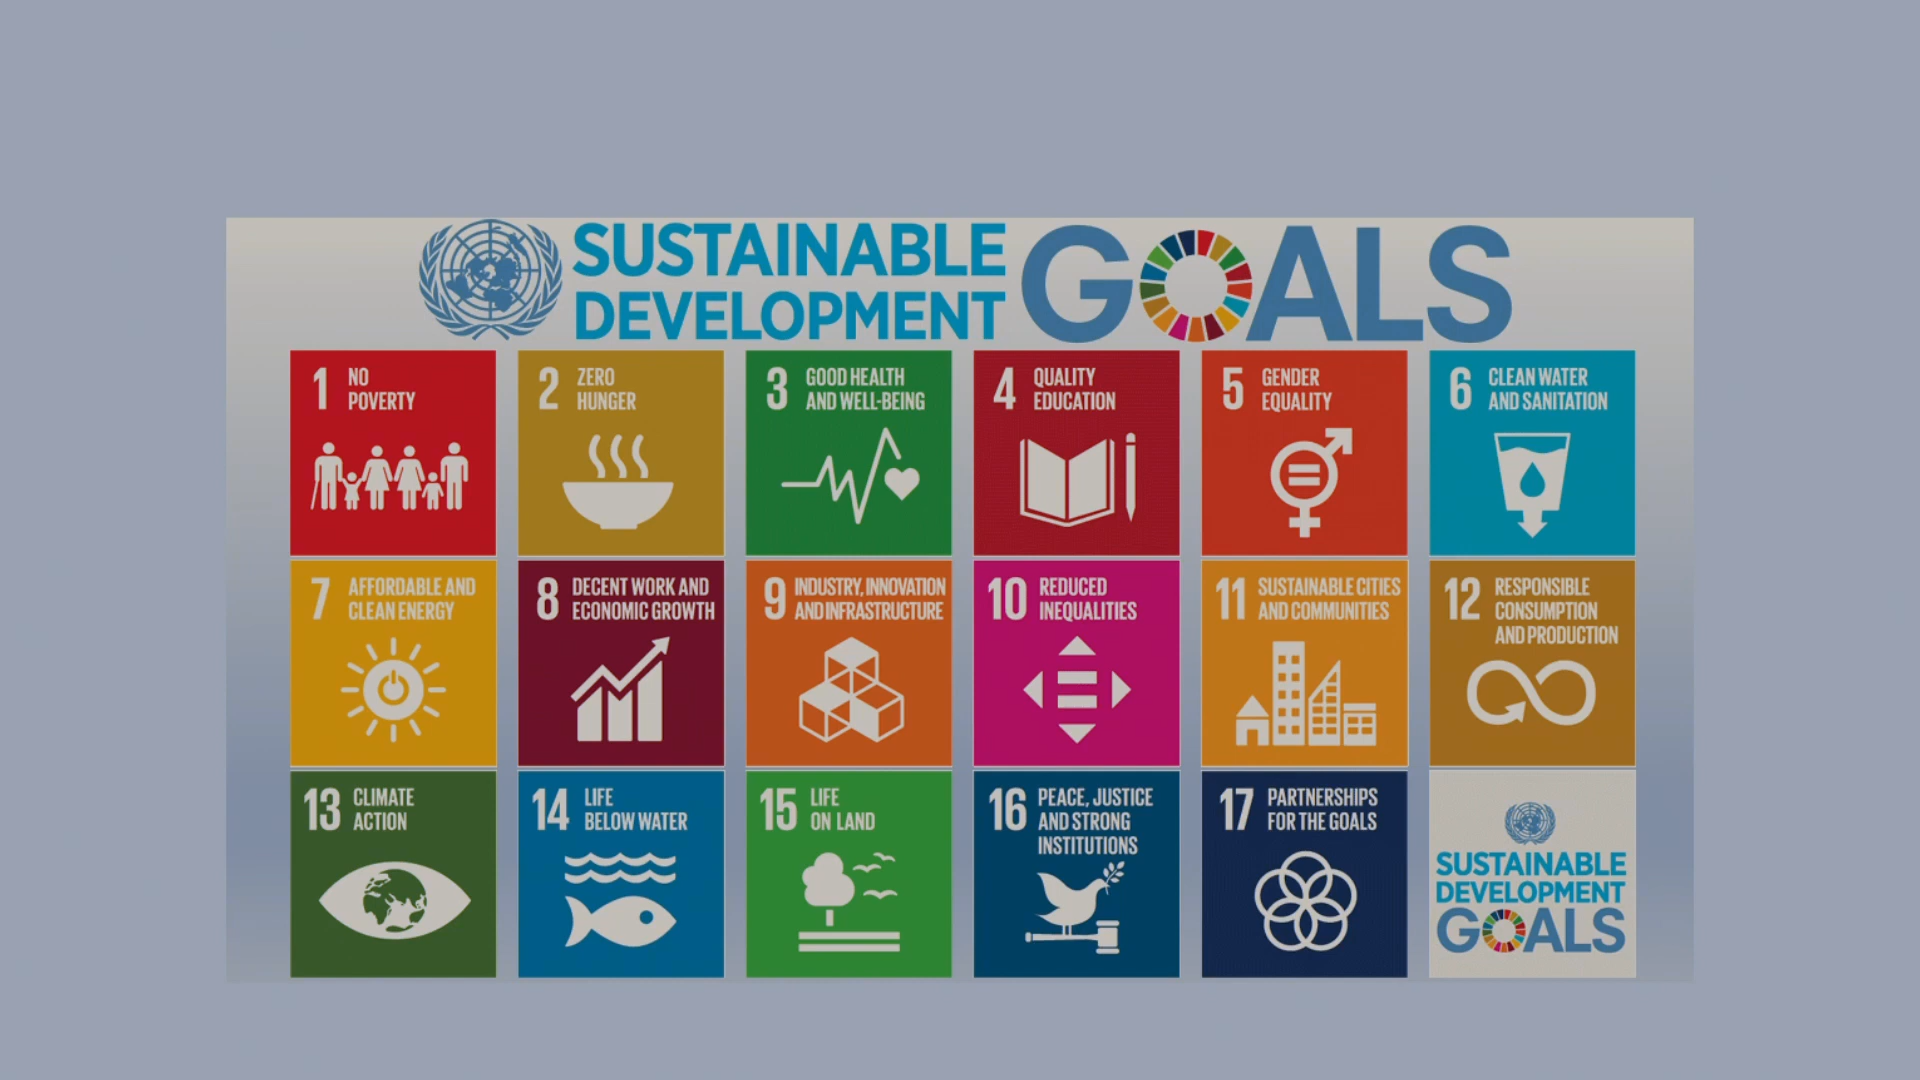 SUSTAINABLE
DEVELOPMENT
GOALS
1 NO
POVERTY
2 ZERO
HUNGER
3 GOOD HEALTH
AND WELL-BEING
4 QUALITY
EDUCATION
5 GENDER
EQUALITY
6 CLEAN WATER
AND SANITATION
7 AFFORDABLE AND
CLEAN ENERGY
8 DECENT WORK AND
ECONOMIC GROWTH
9 INDUSTRY, INNOVATION
AND INFRASTRUCTURE
10 REDUCED
INEQUALITIES
11 SUSTAINABLE CITIES
AND COMMUNITIES
12 RESPONSIBLE
CONSUMPTION
AND PRODUCTION
13 CLIMATE
ACTION
14 LIFE
BELOW WATER
15 LIFE
ON LAND
16 PEACE, JUSTICE
AND STRONG
INSTITUTIONS
17 PARTNERSHIPS
FOR THE GOALS
SUSTAINABLE
DEVELOPMENT
GOALS